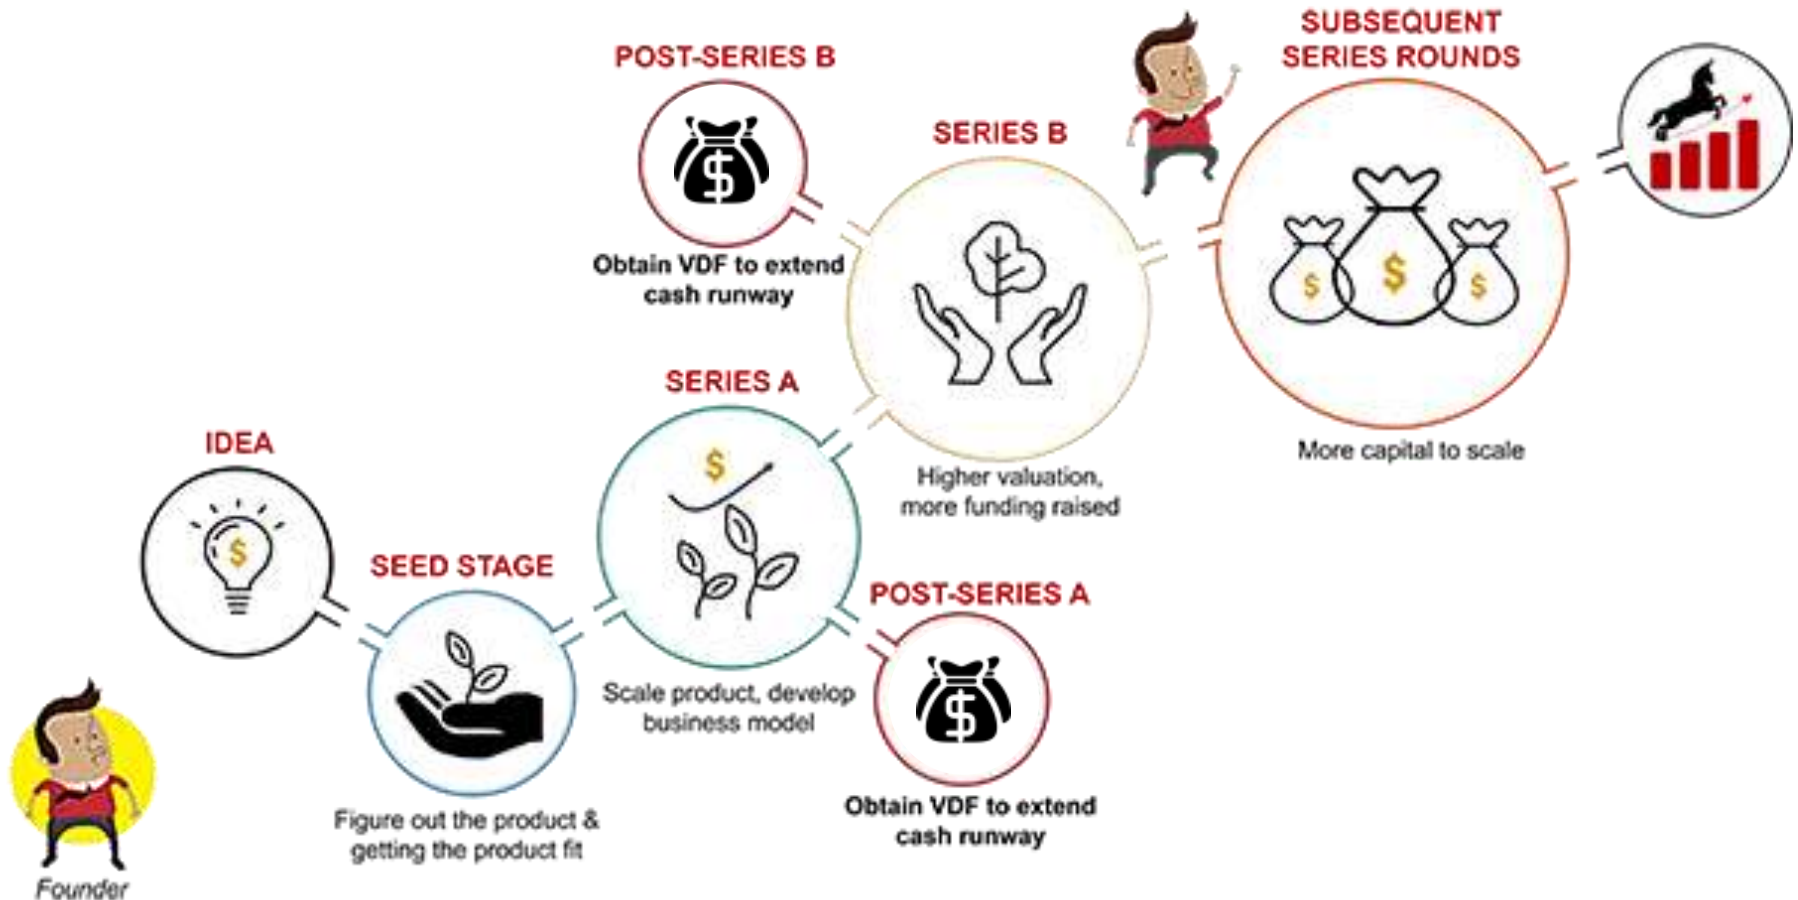 IDEA
SEED STAGE
Figure out the product &
getting the product fit
SERIES A
Scale product, develop
business model
POST-SERIES A
Obtain VDF to extend
cash runway
SERIES B
Higher valuation,
more funding raised
POST-SERIES B
Obtain VDF to extend
cash runway
SUBSEQUENT
SERIES ROUNDS
More capital to scale
Founder
$
$
$
$
$
$
$